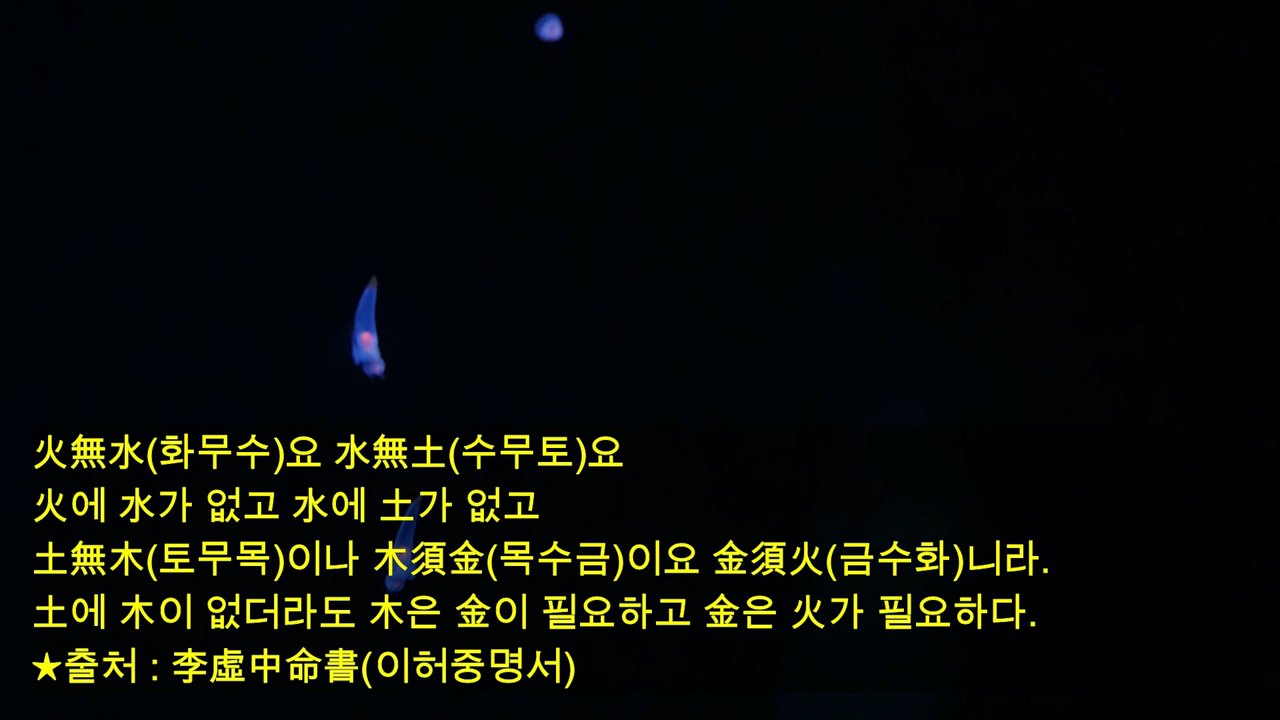 火無水(화무수)요 水無土(수무토)요
火에 水가 없고 水에 土가 없고
土無木(토무목)이나 木須金(목수금)이요 金須火(금수화)니라.
土에 木이 없더라도 木은 金이 필요하고 金은 火가 필요하다.
★출처 : 李虛中命書(이허중명서)